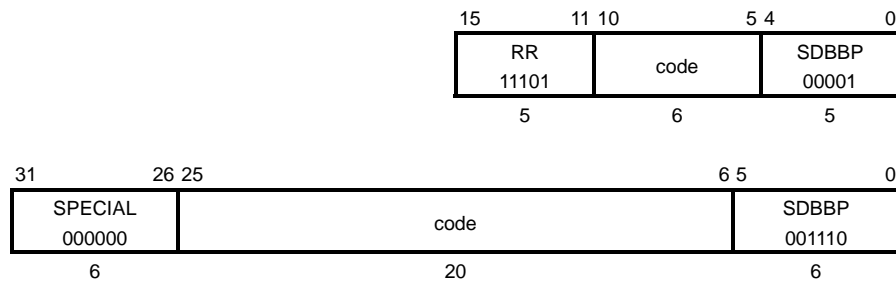 15 11 10 5 4 0
RR code SDBBP
11101 00001
5 6 5
31 26 25 6 5 0
SPECIAL code SDBBP
000000 001110
6 20 6